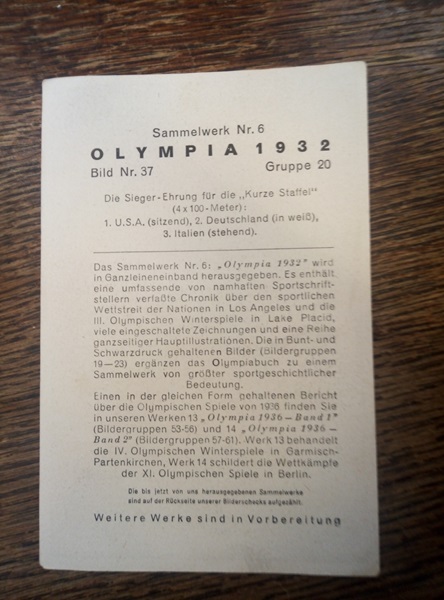 Sammelwerk Nr. 6
OLYMPIA 1932
Bild Nr. 37 Gruppe 20
Die Sieger-Ehrung für die „Kurze Staffel“
(4x100-Meter):
1. U.S.A. (sitzend), 2. Deutschland (in weiß),
3. Italien (stehend).
Das Sammelwerk Nr. 6: „Olympia 1932“ wird
in Ganzleineneinband herausgegeben. Es enthält
eine umfassende von namhaften Sportschrift-
stellern verfaßte Chronik über den sportlichen
Wettstreit der Nationen in Los Angeles und die
III. Olympischen Winterspiele in Lake Placid,
viele eingeschaltete Zeichnungen und eine Reihe
ganzseitiger Hauptillustrationen. Die in Bunt- und
Schwarzdruck gehaltenen Bilder (Bildergruppen
19—23) ergänzen das Olympiabuch zu einem
Sammelwerk von größter sportgeschichtlicher
Bedeutung.
Einen in der gleichen Form gehaltenen Bericht
über die Olympischen Spiele von 1936 finden Sie
in unseren Werken 13 „Olympia 1936 — Band 1“
(Bildergruppen 53-56) und 14 „Olympia 1936 —
Band 2“ (Bildergruppen 57-61). Werk 13 behandelt
die IV. Olympischen Winterspiele in Garmisch-
Partenkirchen, Werk 14 schildert die Wettkämpfe
der XI. Olympischen Spiele in Berlin.
Die bis jetzt von uns herausgegebenen Sammelwerke
sind auf der Rückseite unserer Bilderschecks aufgezählt.
Weitere Werke sind in Vorbereitung